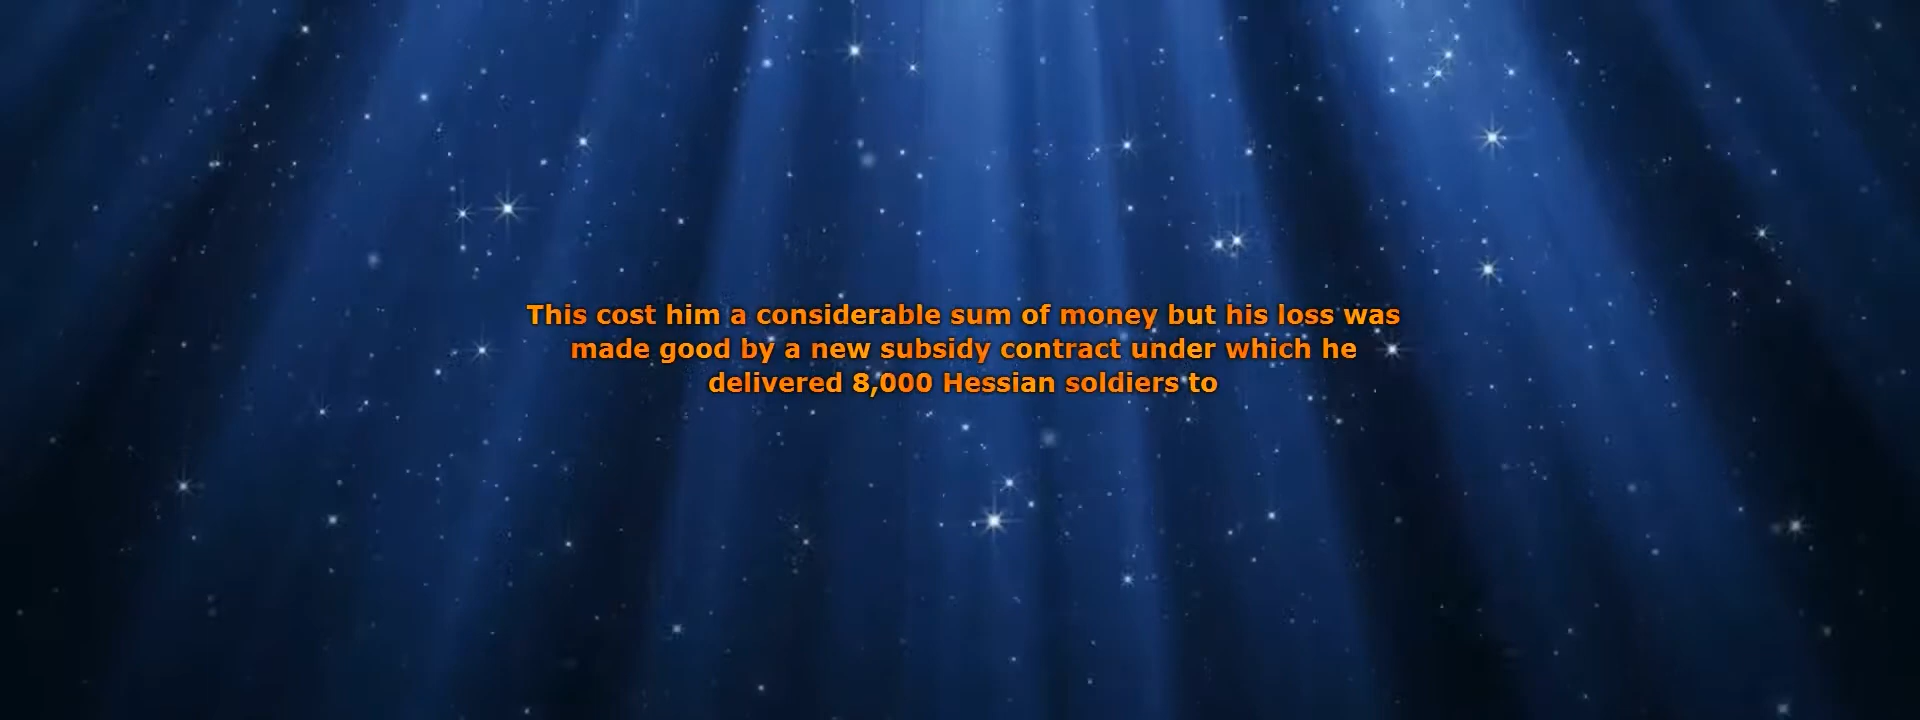 This cost him a considerable sum of money but his loss was
made good by a new subsidy contract under which he
delivered 8,000 Hessian soldiers to